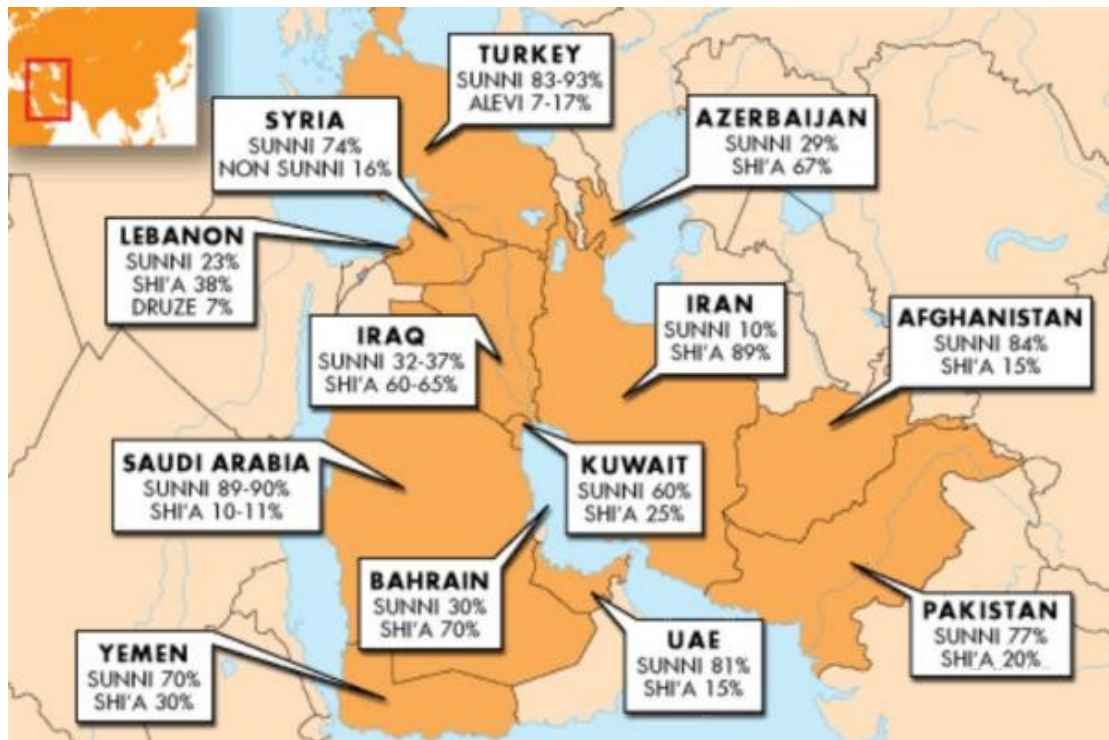 TURKEY
SUNNI 83-93%
ALEVI 7-17%
SYRIA
SUNNI 74%
NON SUNNI 16%
AZERBAIJAN
SUNNI 29%
SHI'A 67%
LEBANON
SUNNI 23%
SHI'A 38%
DRUZE 7%
IRAQ
SUNNI 32-37%
SHI'A 60-65%
IRAN
SUNNI 10%
SHI'A 89%
AFGHANISTAN
SUNNI 84%
SHI'A 15%
SAUDI ARABIA
SUNNI 89-90%
SHI'A 10-11%
KUWAIT
SUNNI 60%
SHI'A 25%
BAHRAIN
SUNNI 30%
SHI'A 70%
YEMEN
SUNNI 70%
SHI'A 30%
UAE
SUNNI 81%
SHI'A 15%
PAKISTAN
SUNNI 77%
SHI'A 20%